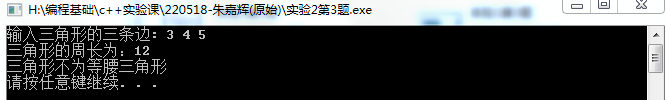 H:\编程基础\c++实验课\220518-朱嘉辉(原始)\实验2第3题.exe
输入三角形的三条边：3 4 5
三角形的周长为：12
三角形不为等腰三角形
请按任意键继续. . .